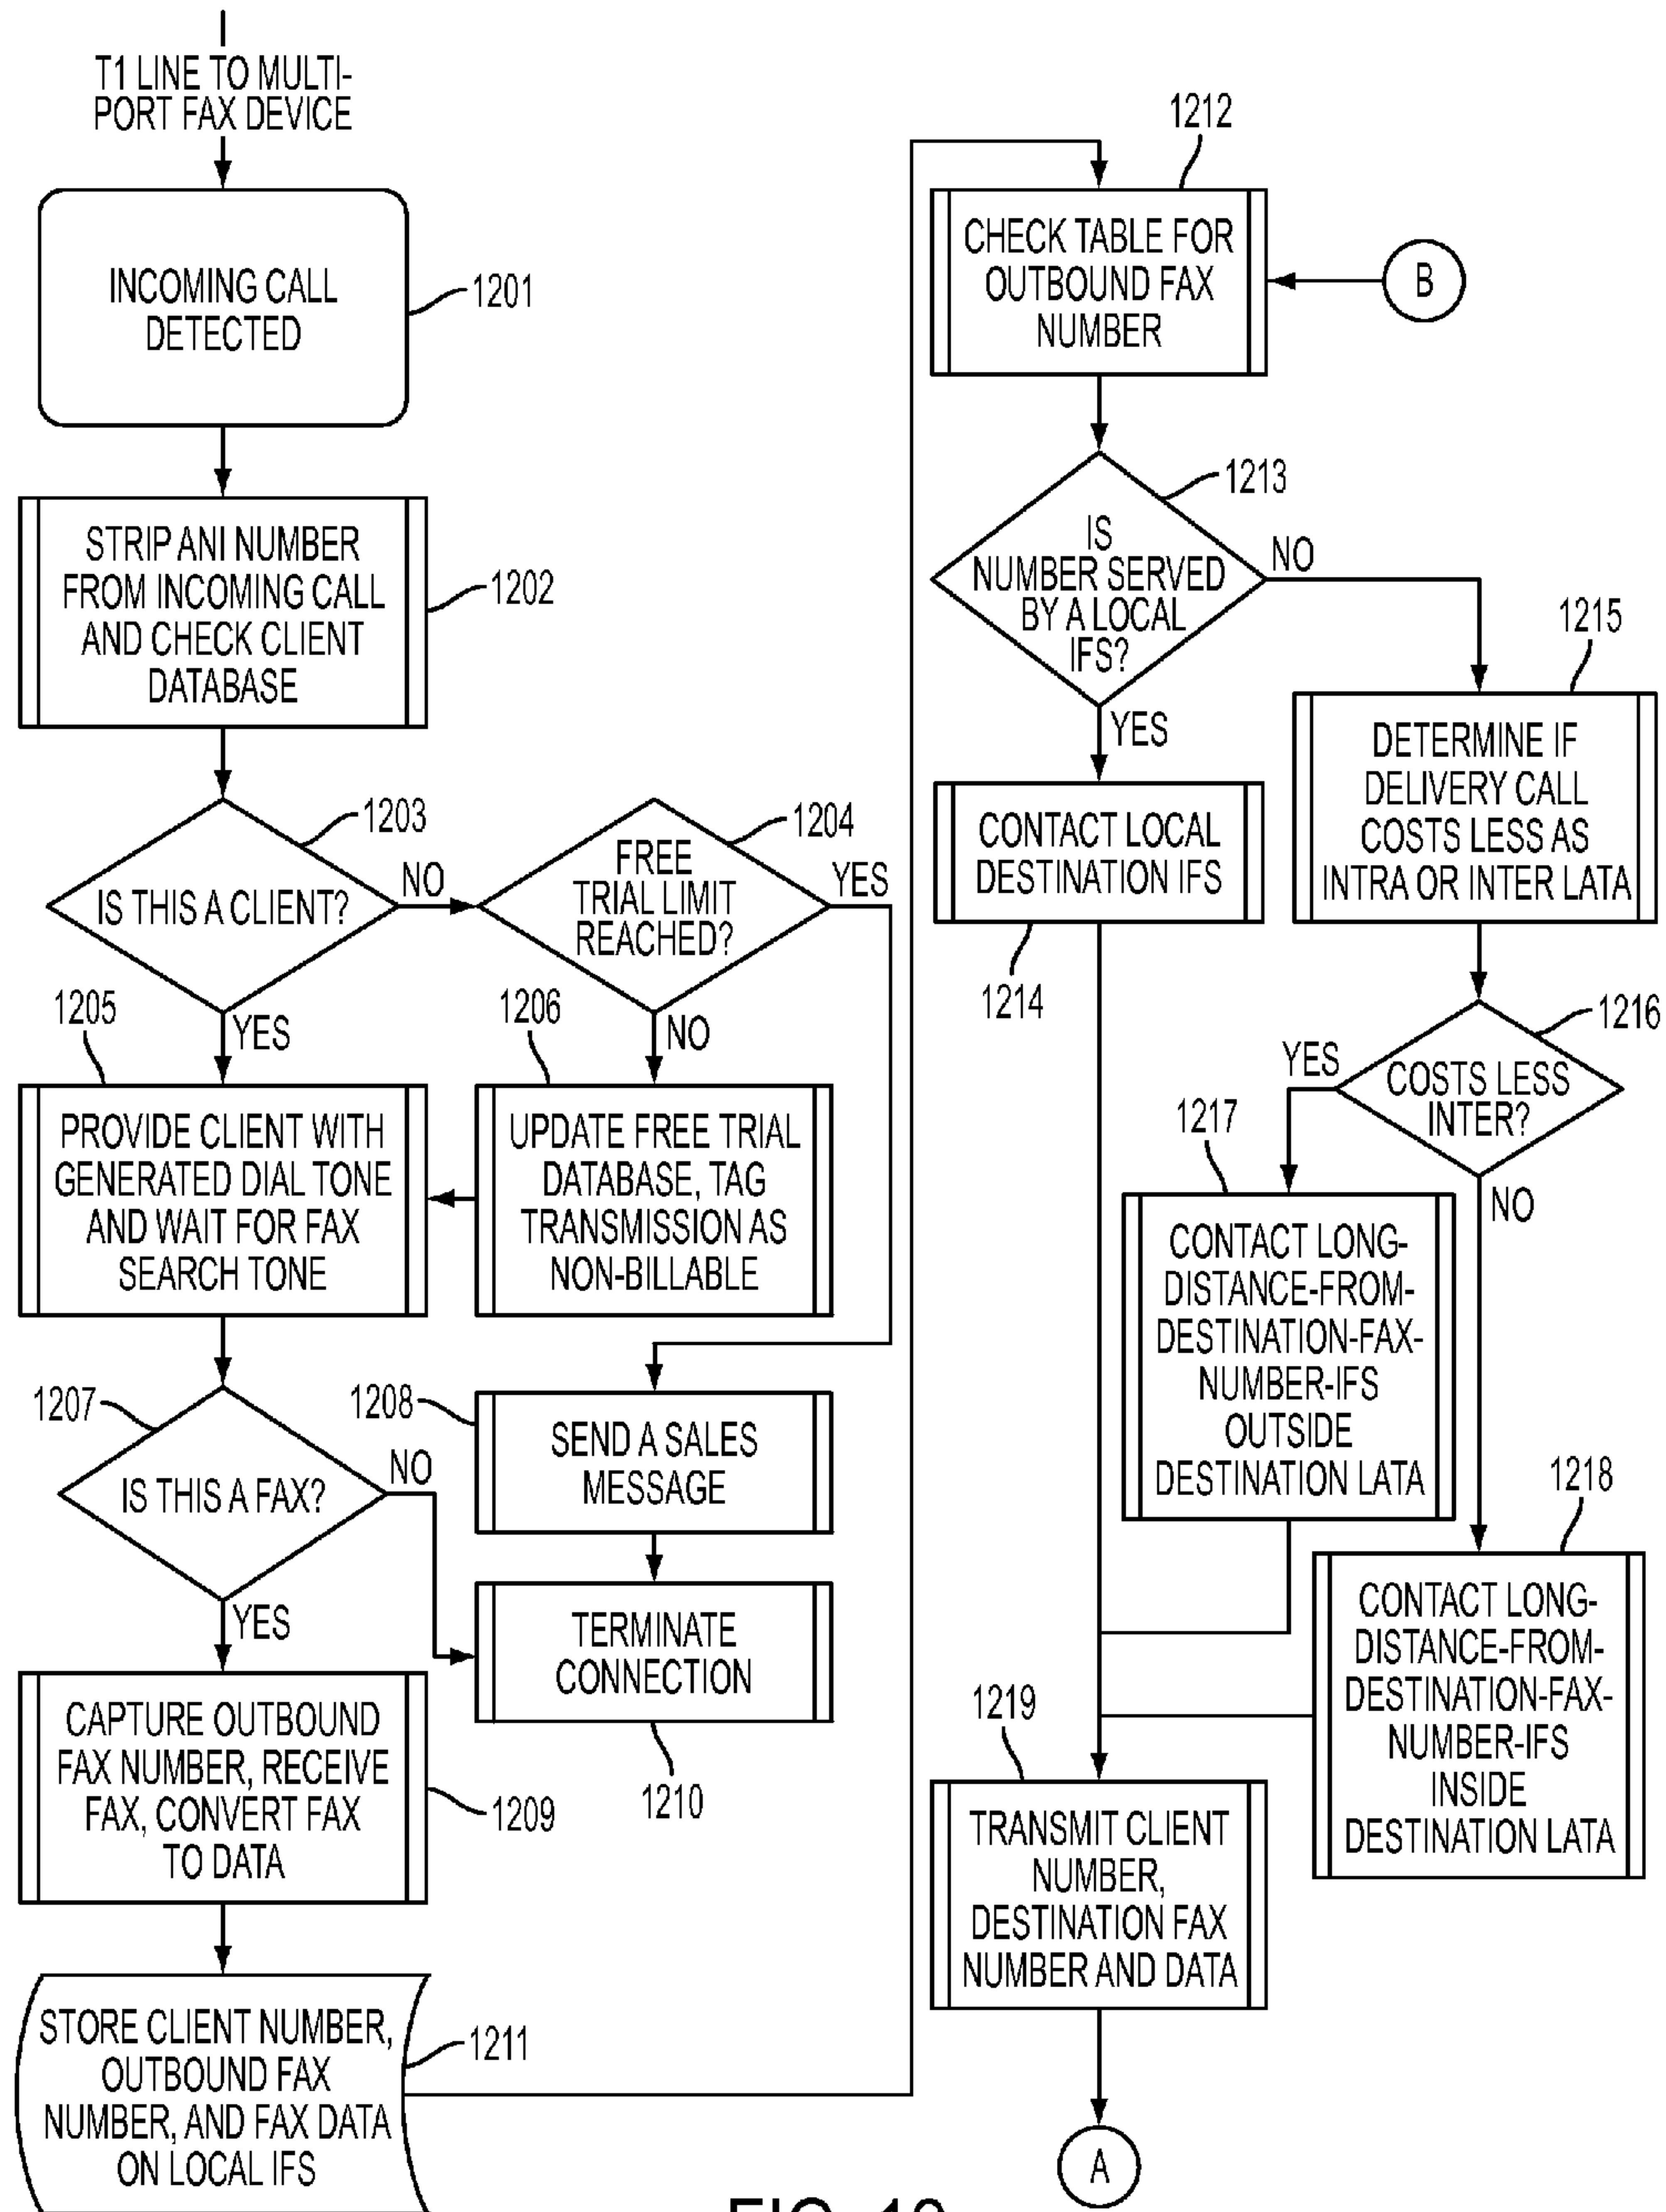 T1 LINE TO MULTI-
PORT FAX DEVICE
INCOMING CALL
DETECTED
1201
STRIP ANI NUMBER
FROM INCOMING CALL
AND CHECK CLIENT
DATABASE
1202
1203
IS THIS A CLIENT?
NO
YES
1204
FREE
TRIAL LIMIT
REACHED?
YES
NO
1205
PROVIDE CLIENT WITH
GENERATED DIAL TONE
AND WAIT FOR FAX
SEARCH TONE
1206
UPDATE FREE TRIAL
DATABASE, TAG
TRANSMISSION AS
NON-BILLABLE
1207
IS THIS A FAX?
NO
YES
1208
SEND A SALES
MESSAGE
TERMINATE
CONNECTION
1210
CAPTURE OUTBOUND
FAX NUMBER, RECEIVE
FAX, CONVERT FAX
TO DATA
1209
STORE CLIENT NUMBER,
OUTBOUND FAX
NUMBER, AND FAX DATA
ON LOCAL IFS
1211
1212
CHECK TABLE FOR
OUTBOUND FAX
NUMBER
B
1213
IS
NUMBER SERVED
BY A LOCAL
IFS?
NO
YES
CONTACT LOCAL
DESTINATION IFS
1214
1215
DETERMINE IF
DELIVERY CALL
COSTS LESS AS
INTRA OR INTER LATA
1216
COSTS LESS
INTER?
YES
NO
1217
CONTACT LONG-
DISTANCE-FROM-
DESTINATION-FAX-
NUMBER-IFS
OUTSIDE
DESTINATION LATA
1218
CONTACT LONG-
DISTANCE-FROM-
DESTINATION-FAX-
NUMBER-IFS
INSIDE
DESTINATION LATA
1219
TRANSMIT CLIENT
NUMBER,
DESTINATION FAX
NUMBER AND DATA
A
FIG.